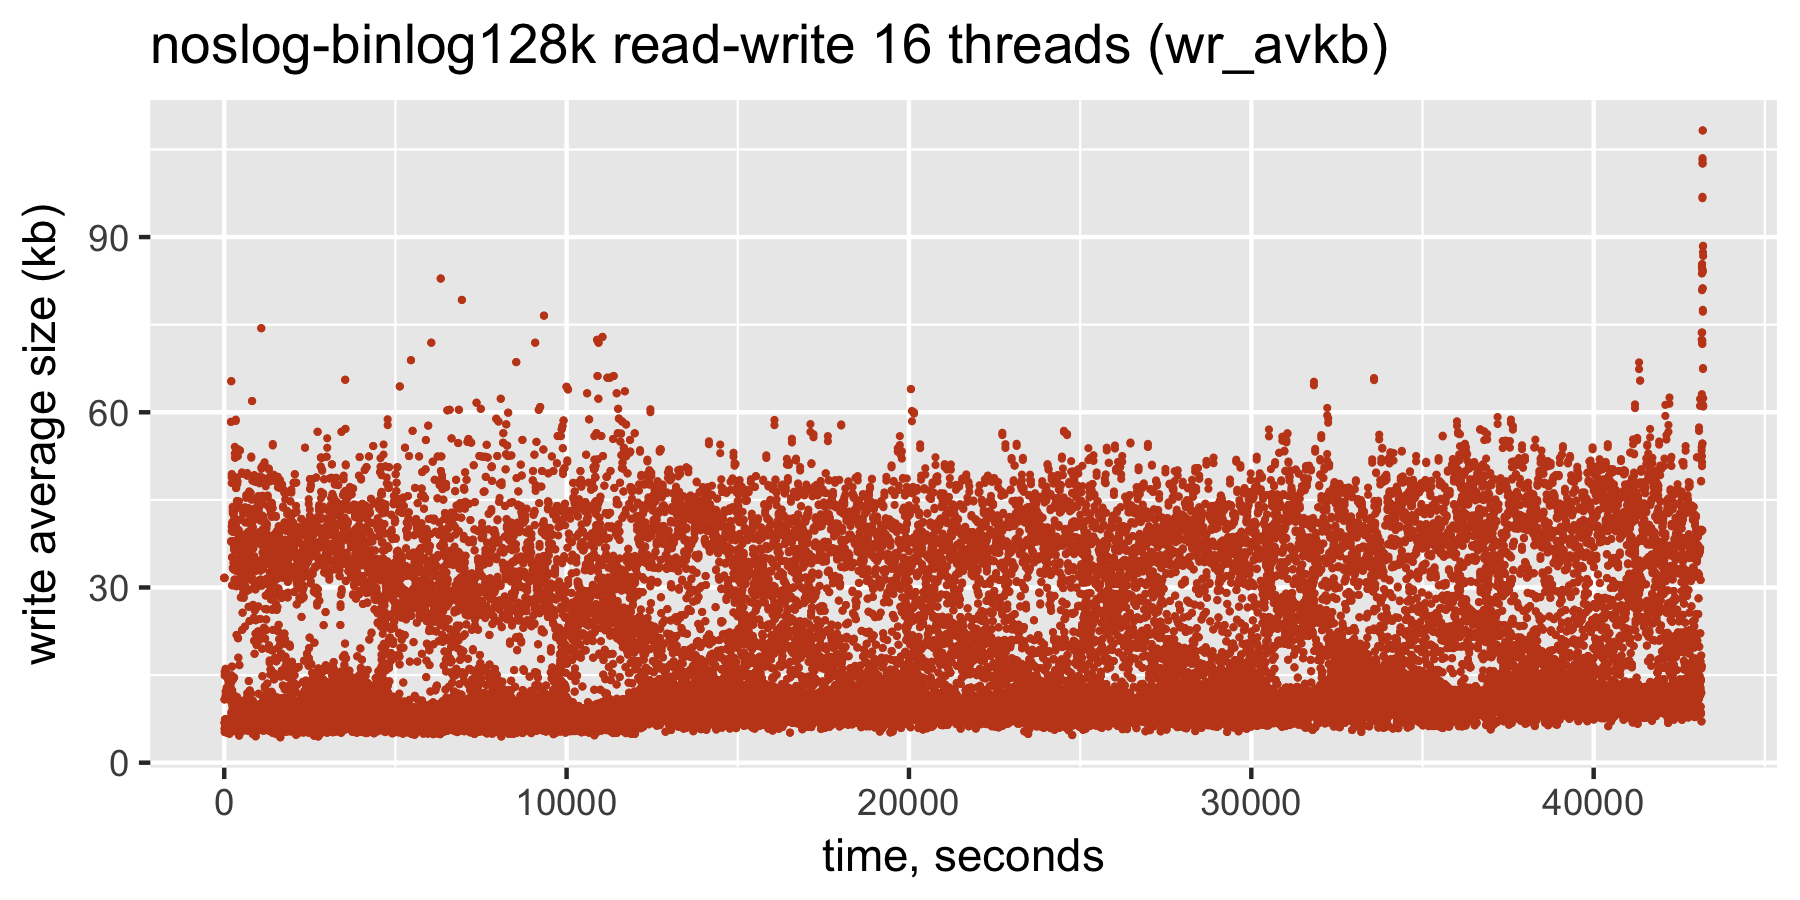 noslog-binlog128k read-write 16 threads (wr_avkb)
write average size (kb)
90
60
30
0
0 10000 20000 30000 40000
time, seconds